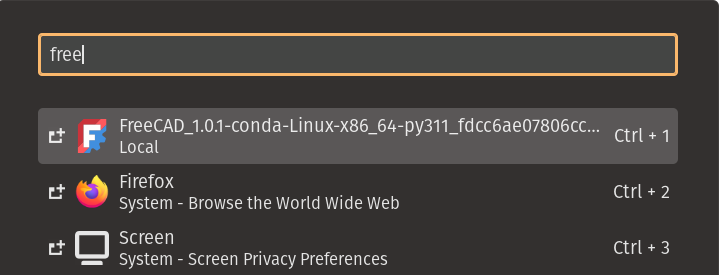 free
FreeCAD_1.0.1-conda-Linux-x86_64-py311_fdcc6ae07806cc... Ctrl + 1
Local
Firefox Ctrl + 2
System - Browse the World Wide Web
Screen Ctrl + 3
System - Screen Privacy Preferences